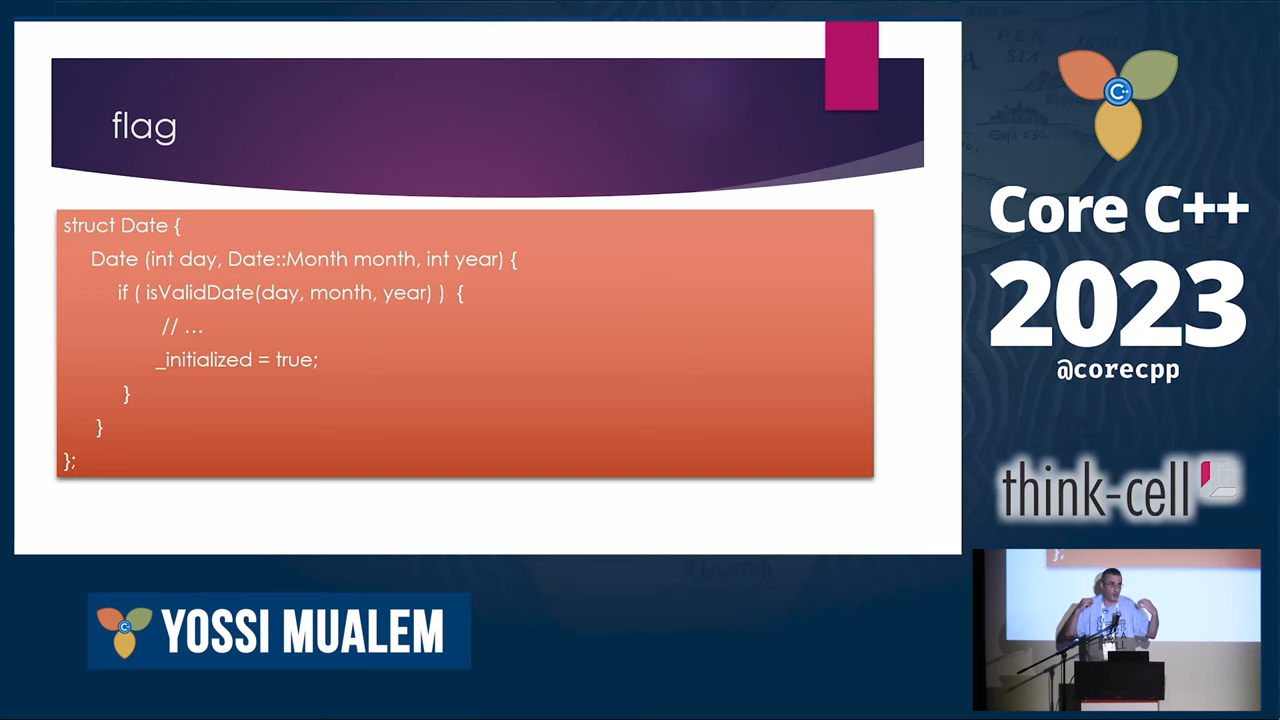 flag
struct Date {
Date (int day, Date::Month month, int year) {
if ( isValidDate(day, month, year) ) {
// …
_initialized = true;
}
}
};
C++
Core C++
2023
@corecpp
think-cell
C++
YOSSI MUALEM